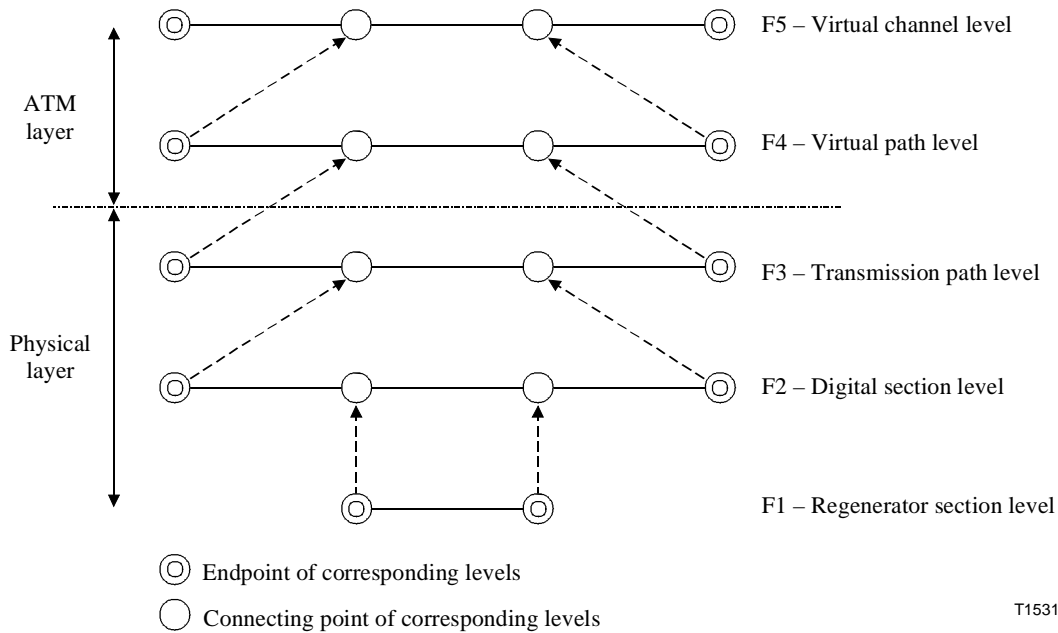 F5 – Virtual channel level
ATM
layer
F4 – Virtual path level
F3 – Transmission path level
Physical
layer
F2 – Digital section level
F1 – Regenerator section level
Endpoint of corresponding levels
Connecting point of corresponding levels
T1531